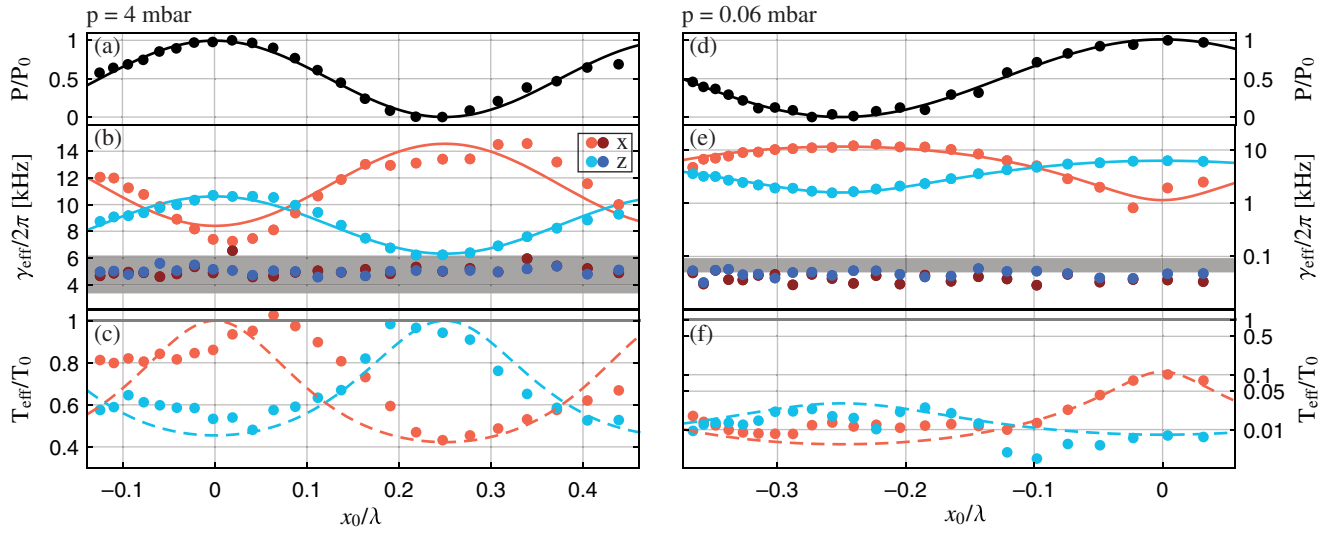 p = 4 mbar
(a)
P/P0
1
0.5
0
(b)
γeff/2π [kHz]
14
12
10
8
6
4
x
z
(c)
Teff/T0
1
0.8
0.6
0.4
−0.1
0
0.1
0.2
0.3
0.4
x0/λ
p = 0.06 mbar
(d)
1
0.5
0
P/P0
(e)
10
1
0.1
γeff/2π [kHz]
(f)
1
0.5
0.1
0.05
0.01
Teff/T0
−0.3
−0.2
−0.1
0
x0/λ